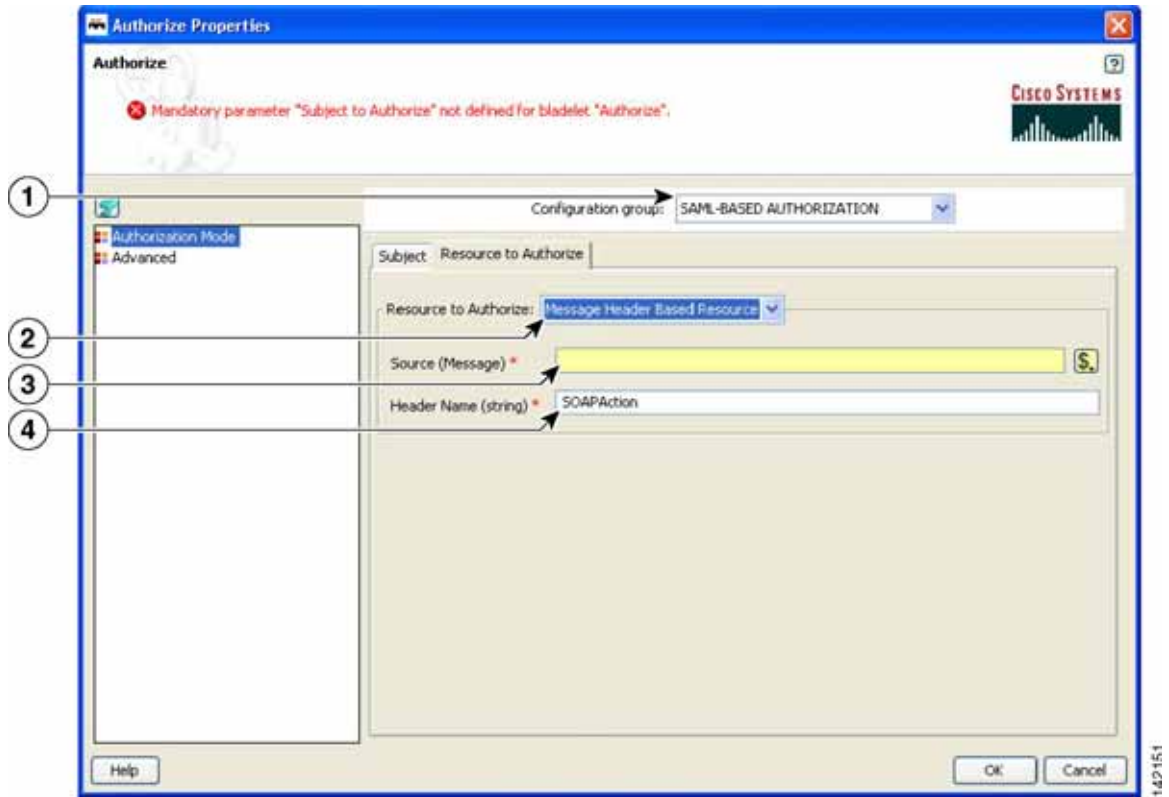 Authorize Properties
Authorize
Mandatory parameter "Subject to Authorize" not defined for bladelet "Authorize".
CISCO SYSTEMS
1
Configuration group: SAML-BASED AUTHORIZATION
Authorization Mode
Advanced
Subject Resource to Authorize
2
Resource to Authorize: Message Header Based Resource
3
Source (Message) *
$
4
Header Name (string) * SOAPAction
Help OK Cancel
142151